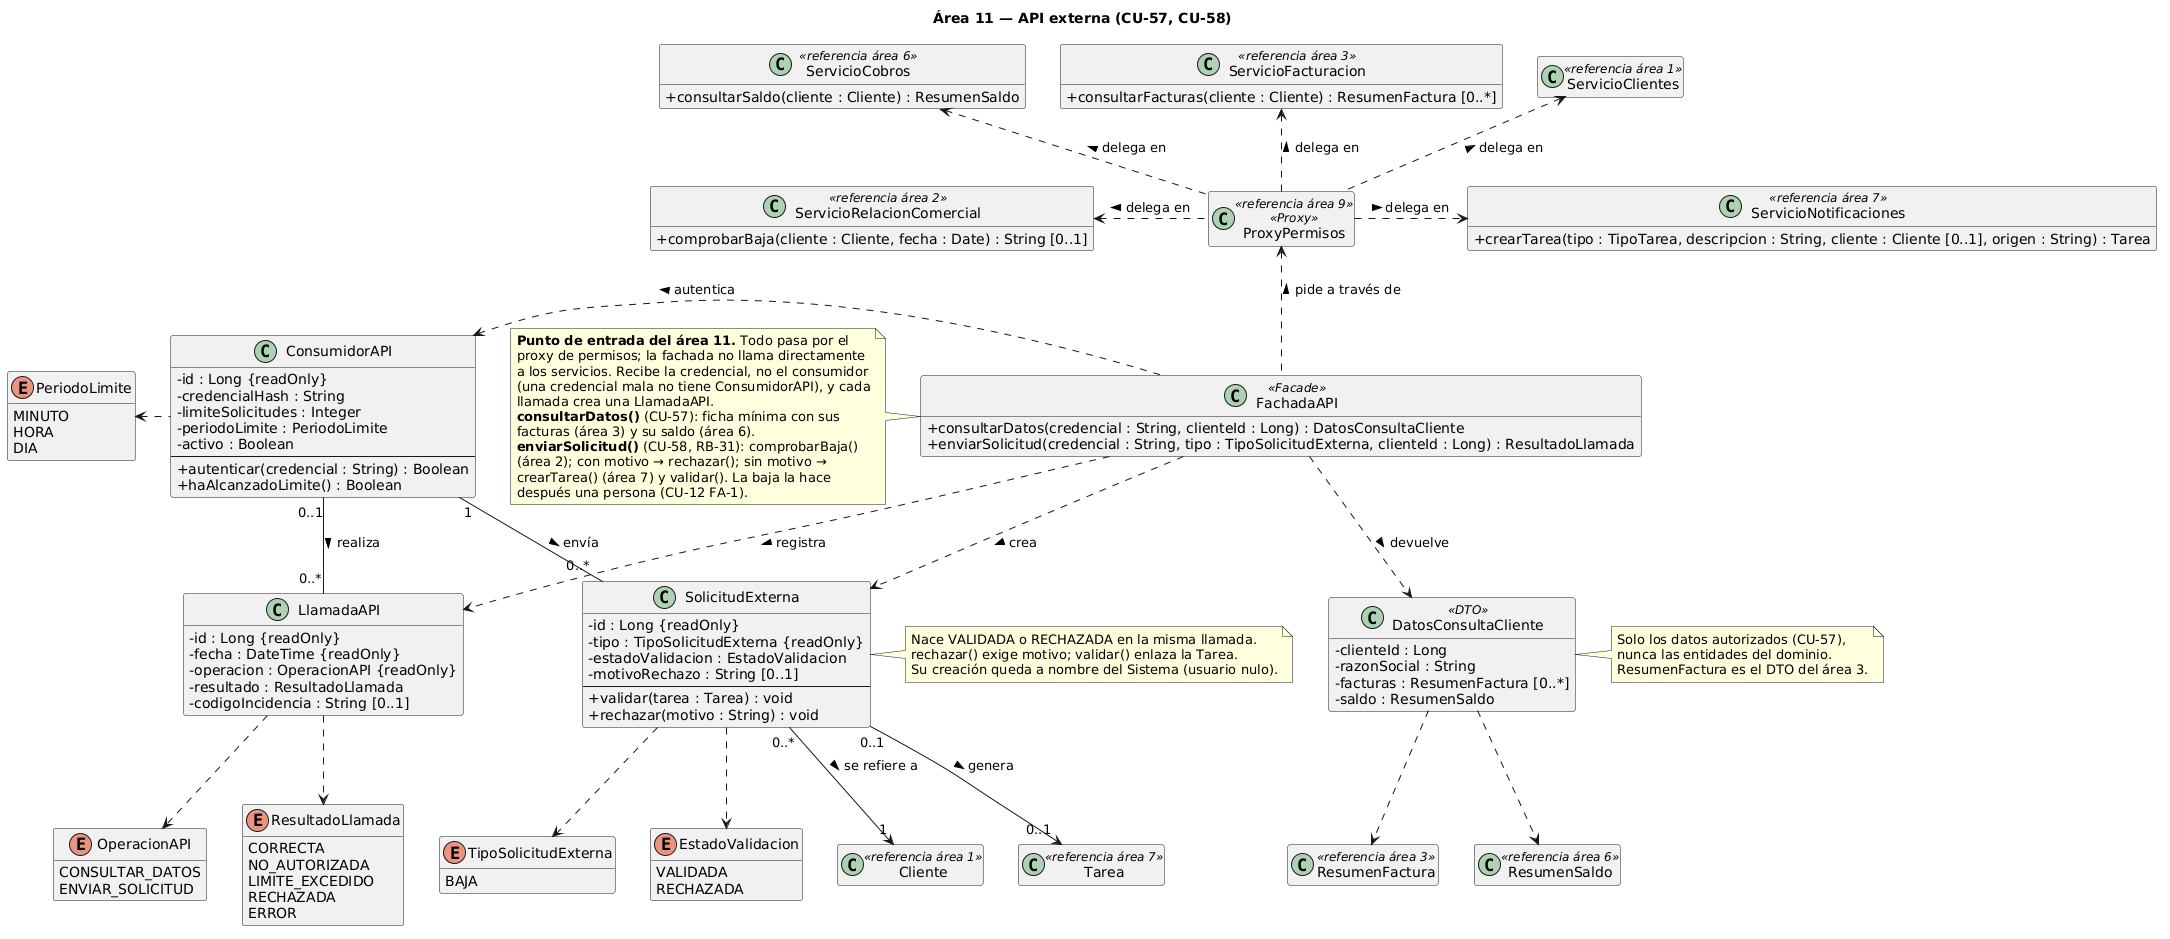 Área 11 — API externa (CU-57, CU-58)
«referencia área 6»
ServicioCobros
+consultarSaldo(cliente : Cliente) : ResumenSaldo
«referencia área 3»
ServicioFacturacion
+consultarFacturas(cliente : Cliente) : ResumenFactura [0..*]
«referencia área 1»
ServicioClientes
delega en
delega en
delega en
«referencia área 2»
ServicioRelacionComercial
+comprobarBaja(cliente : Cliente, fecha : Date) : String [0..1]
delega en
«referencia área 9»
«Proxy»
ProxyPermisos
delega en
«referencia área 7»
ServicioNotificaciones
+crearTarea(tipo : TipoTarea, descripcion : String, cliente : Cliente [0..1], origen : String) : Tarea
autentica
pide a través de
PeriodoLimite
MINUTO
HORA
DIA
ConsumidorAPI
-id : Long {readOnly}
-credencialHash : String
-limiteSolicitudes : Integer
-periodoLimite : PeriodoLimite
-activo : Boolean
+autenticar(credencial : String) : Boolean
+haAlcanzadoLimite() : Boolean
Punto de entrada del área 11. Todo pasa por el
proxy de permisos; la fachada no llama directamente
a los servicios. Recibe la credencial, no el consumidor
(una credencial mala no tiene ConsumidorAPI), y cada
llamada crea una LlamadaAPI.
consultarDatos() (CU-57): ficha mínima con sus
facturas (área 3) y su saldo (área 6).
enviarSolicitud() (CU-58, RB-31): comprobarBaja()
(área 2); con motivo → rechazar(); sin motivo →
crearTarea() (área 7) y validar(). La baja la hace
después una persona (CU-12 FA-1).
«Facade»
FachadaAPI
+consultarDatos(credencial : String, clienteId : Long) : DatosConsultaCliente
+enviarSolicitud(credencial : String, tipo : TipoSolicitudExterna, clienteId : Long) : ResultadoLlamada
0..1
1
realiza
envía
registra
crea
devuelve
0..*
0..*
LlamadaAPI
-id : Long {readOnly}
-fecha : DateTime {readOnly}
-operacion : OperacionAPI {readOnly}
-resultado : ResultadoLlamada
-codigoIncidencia : String [0..1]
SolicitudExterna
-id : Long {readOnly}
-tipo : TipoSolicitudExterna {readOnly}
-estadoValidacion : EstadoValidacion
-motivoRechazo : String [0..1]
+validar(tarea : Tarea) : void
+rechazar(motivo : String) : void
Nace VALIDADA o RECHAZADA en la misma llamada.
rechazar() exige motivo; validar() enlaza la Tarea.
Su creación queda a nombre del Sistema (usuario nulo).
«DTO»
DatosConsultaCliente
-clienteId : Long
-razonSocial : String
-facturas : ResumenFactura [0..*]
-saldo : ResumenSaldo
Solo los datos autorizados (CU-57),
nunca las entidades del dominio.
ResumenFactura es el DTO del área 3.
0..*
0..1
se refiere a
genera
1
0..1
OperacionAPI
CONSULTAR_DATOS
ENVIAR_SOLICITUD
ResultadoLlamada
CORRECTA
NO_AUTORIZADA
LIMITE_EXCEDIDO
RECHAZADA
ERROR
TipoSolicitudExterna
BAJA
EstadoValidacion
VALIDADA
RECHAZADA
«referencia área 1»
Cliente
«referencia área 7»
Tarea
«referencia área 3»
ResumenFactura
«referencia área 6»
ResumenSaldo